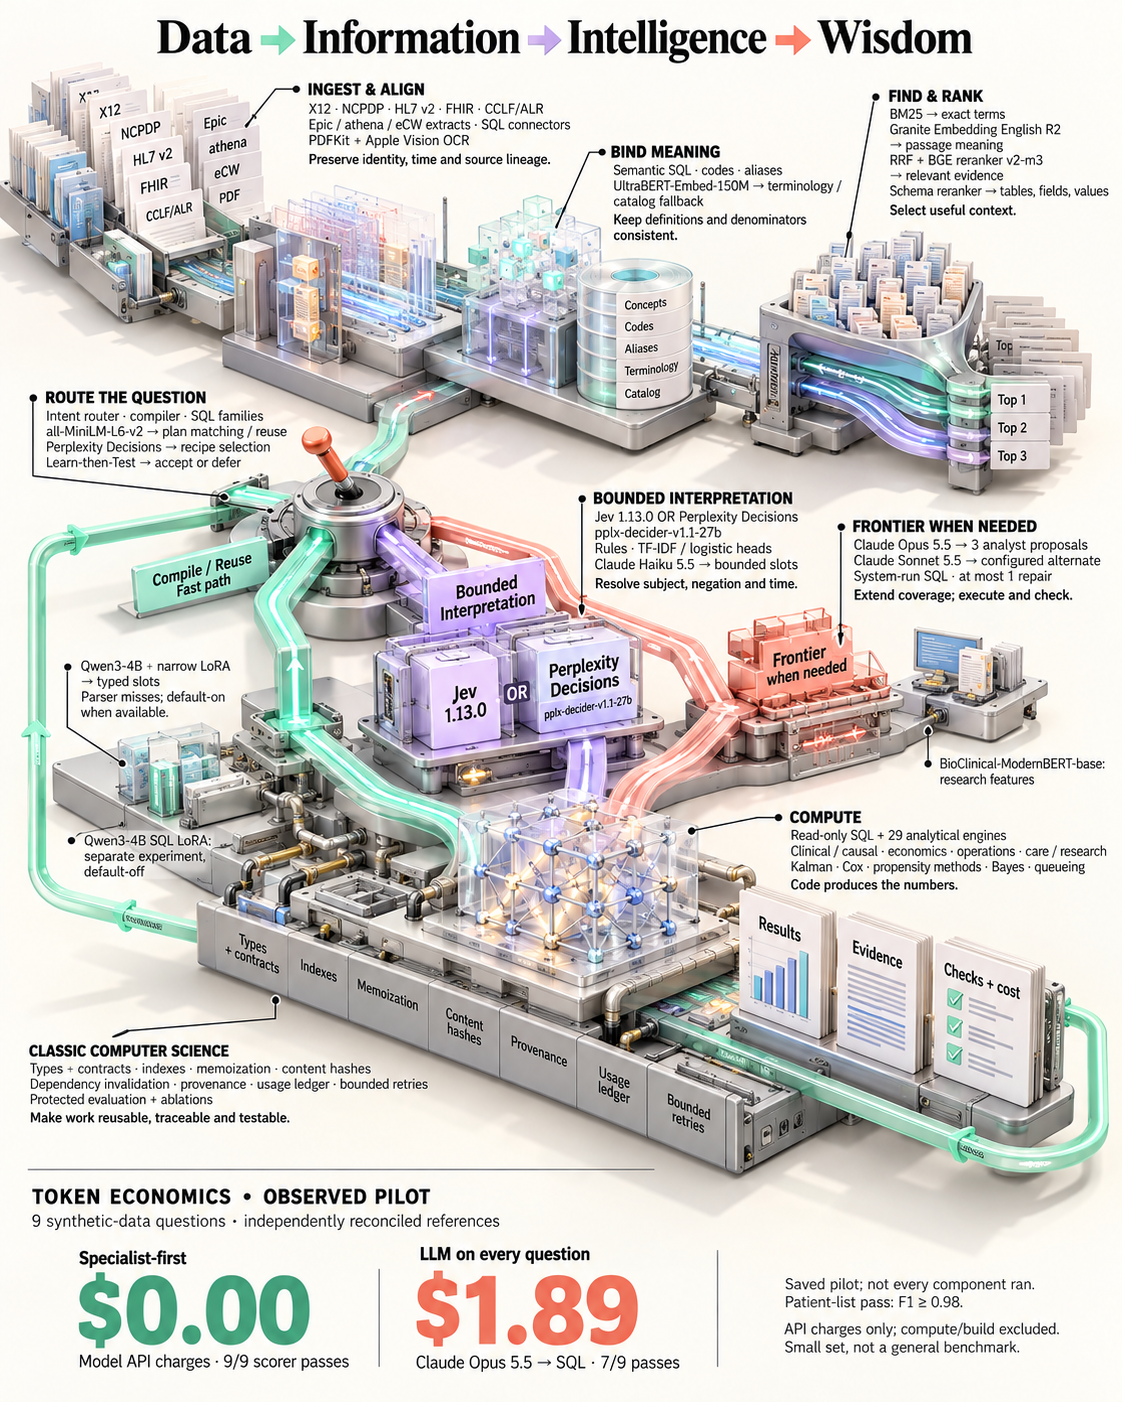 Data → Information → Intelligence → Wisdom
INGEST & ALIGN
X12 · NCPDP · HL7 v2 · FHIR · CCLF/ALR
Epic / athena / eCW extracts · SQL connectors
PDFKit + Apple Vision OCR
Preserve identity, time and source lineage.
X12
NCPDP
HL7 v2
FHIR
CCLF/ALR
Epic
athena
eCW
PDF
BIND MEANING
Semantic SQL · codes · aliases
UltraBERT-Embed-150M → terminology /
catalog fallback
Keep definitions and denominators
consistent.
Concepts
Codes
Aliases
Terminology
Catalog
FIND & RANK
BM25 → exact terms
Granite Embedding English R2
→ passage meaning
RRF + BGE reranker v2-m3
→ relevant evidence
Schema reranker → tables, fields, values
Select useful context.
Top
Top 1
Top 2
Top 3
ROUTE THE QUESTION
Intent router · compiler · SQL families
all-MiniLM-L6-v2 → plan matching / reuse
Perplexity Decisions → recipe selection
Learn-then-Test → accept or defer
Compile / Reuse
Fast path
BOUNDED INTERPRETATION
Jev 1.13.0 OR Perplexity Decisions
pplx-decider-v1.1-27b
Rules · TF-IDF / logistic heads
Claude Haiku 5.5 → bounded slots
Resolve subject, negation and time.
Bounded
Interpretation
Jev
1.13.0
OR
Perplexity
Decisions
pplx-decider-v1.1-27b
FRONTIER WHEN NEEDED
Claude Opus 5.5 → 3 analyst proposals
Claude Sonnet 5.5 → configured alternate
System-run SQL · at most 1 repair
Extend coverage; execute and check.
Frontier
when needed
Qwen3-4B + narrow LoRA
→ typed slots
Parser misses; default-on
when available.
BioClinical-ModernBERT-base:
research features
Qwen3-4B SQL LoRA:
separate experiment,
default-off
COMPUTE
Read-only SQL + 29 analytical engines
Clinical / causal · economics · operations · care / research
Kalman · Cox · propensity methods · Bayes · queueing
Code produces the numbers.
Results
Evidence
Checks + cost
Types
+ contracts
Indexes
Memoization
Content
hashes
Provenance
Usage
ledger
Bounded
retries
CLASSIC COMPUTER SCIENCE
Types + contracts · indexes · memoization · content hashes
Dependency invalidation · provenance · usage ledger · bounded retries
Protected evaluation + ablations
Make work reusable, traceable and testable.
TOKEN ECONOMICS • OBSERVED PILOT
9 synthetic-data questions · independently reconciled references
Specialist-first
$0.00
Model API charges · 9/9 scorer passes
LLM on every question
$1.89
Claude Opus 5.5 → SQL · 7/9 passes
Saved pilot; not every component ran.
Patient-list pass: F1 ≥ 0.98.
API charges only; compute/build excluded.
Small set, not a general benchmark.